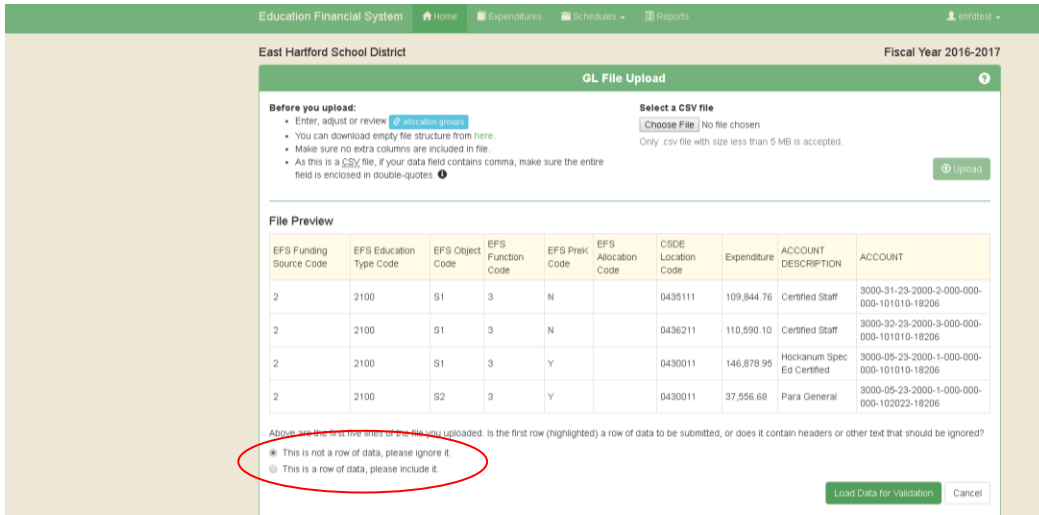 Education Financial System Home Expenditures Schedules Reports enfdtest
East Hartford School District Fiscal Year 2016-2017
GL File Upload
Before you upload:
Enter, adjust or review allocation groups
You can download empty file structure from here.
Make sure no extra columns are included in file.
As this is a CSV file, if your data field contains comma, make sure the entire
field is enclosed in double-quotes.
Select a CSV file
Choose File No file chosen
Only .csv file with size less than 5 MB is accepted.
Upload
File Preview
EFS Funding Source Code EFS Education Type Code EFS Object Code EFS Function Code EFS PreK Code EFS Allocation Code CSDE Location Code Expenditure ACCOUNT DESCRIPTION ACCOUNT
2 2100 S1 3 N 0435111 109,844.76 Certified Staff 3000-31-23-2000-2-000-000-000-101010-18206
2 2100 S1 3 N 0436211 110,590.10 Certified Staff 3000-32-23-2000-3-000-000-000-101010-18206
2 2100 S1 3 Y 0430011 146,878.95 Hockanum Spec Ed Certified 3000-05-23-2000-1-000-000-000-101010-18206
2 2100 S2 3 Y 0430011 37,556.68 Para General 3000-05-23-2000-1-000-000-000-102022-18206
Above are the first five lines of the file you uploaded. Is the first row (highlighted) a row of data to be submitted, or does it contain headers or other text that should be ignored?
This is not a row of data, please ignore it.
This is a row of data, please include it.
Load Data for Validation Cancel